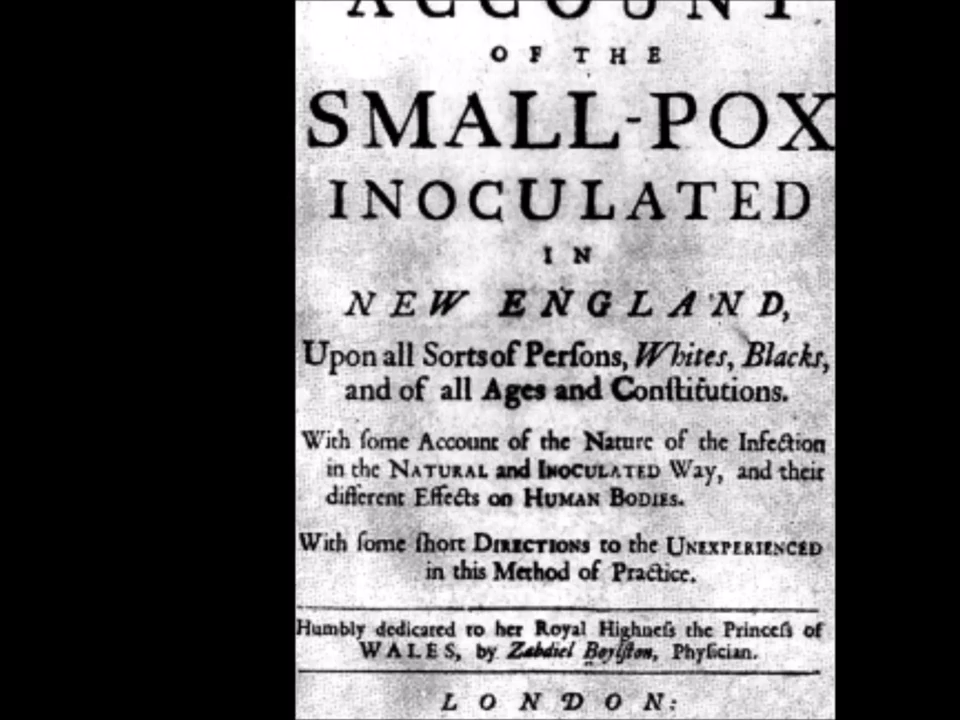 ACCOUNT
OF THE
SMALL-POX
INOCULATED
IN
NEW ENGLAND,
Upon all Sorts of Perſons, Whites, Blacks,
and of all Ages and Conſtitutions.
With ſome Account of the Nature of the Infection
in the NATURAL and INOCULATED Way, and their
different Effects on HUMAN BODIES.
With ſome ſhort DIRECTIONS to the UNEXPERIENCED
in this Method of Practice.
Humbly dedicated to her Royal Highneſs the Princeſs of
WALES, by Zabdiel Boylſton, Phyſician.
LONDON: